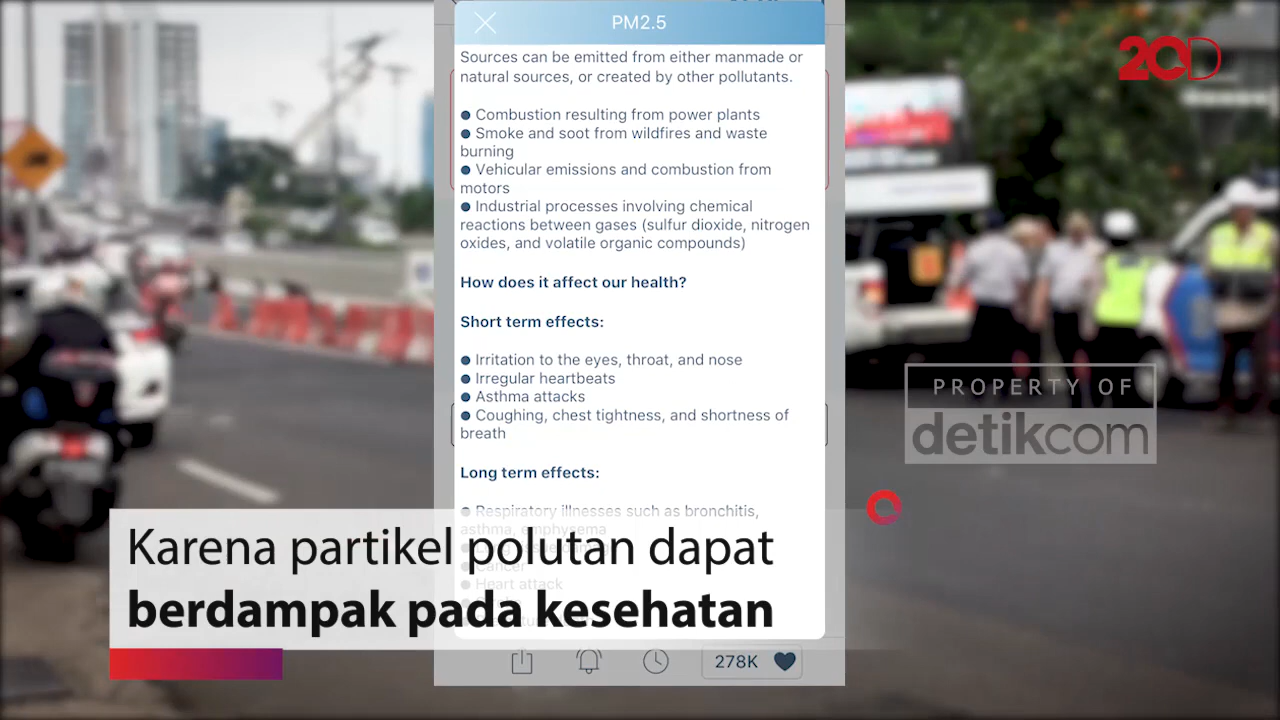 PM2.5
Sources can be emitted from either manmade or
natural sources, or created by other pollutants.
● Combustion resulting from power plants
● Smoke and soot from wildfires and waste
burning
● Vehicular emissions and combustion from
motors
● Industrial processes involving chemical
reactions between gases (sulfur dioxide, nitrogen
oxides, and volatile organic compounds)
How does it affect our health?
Short term effects:
● Irritation to the eyes, throat, and nose
● Irregular heartbeats
● Asthma attacks
● Coughing, chest tightness, and shortness of
breath
Long term effects:
● Respiratory illnesses such as bronchitis,
asthma, emphysema
● Cancer
● Heart attack
Karena partikel polutan dapat
berdampak pada kesehatan
278K
20D
PROPERTY OF
detikcom